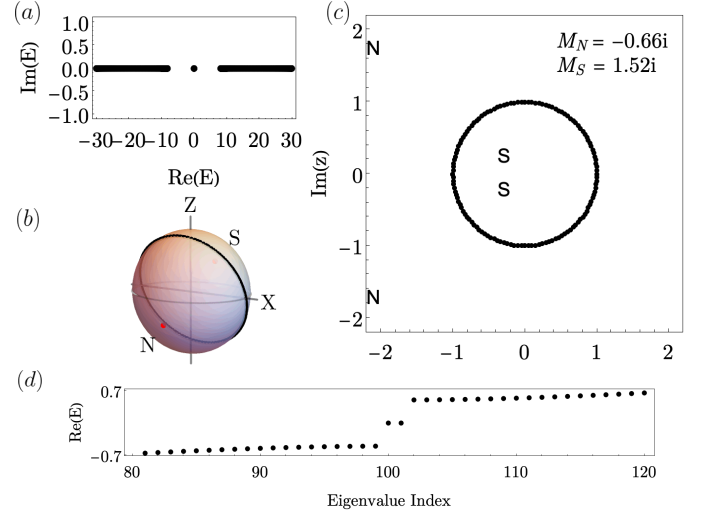 (a)
1.0
0.5
0.0
−0.5
−1.0
Im(E)
−30 −20 −10 0 10 20 30
Re(E)
(b)
Z
S
X
N
(c)
2
1
0
−1
−2
Im(z)
N
M_N = −0.66i
M_S = 1.52i
S
S
N
−2 −1 0 1 2
(d)
0.7
−0.7
Re(E)
80 90 100 110 120
Eigenvalue Index